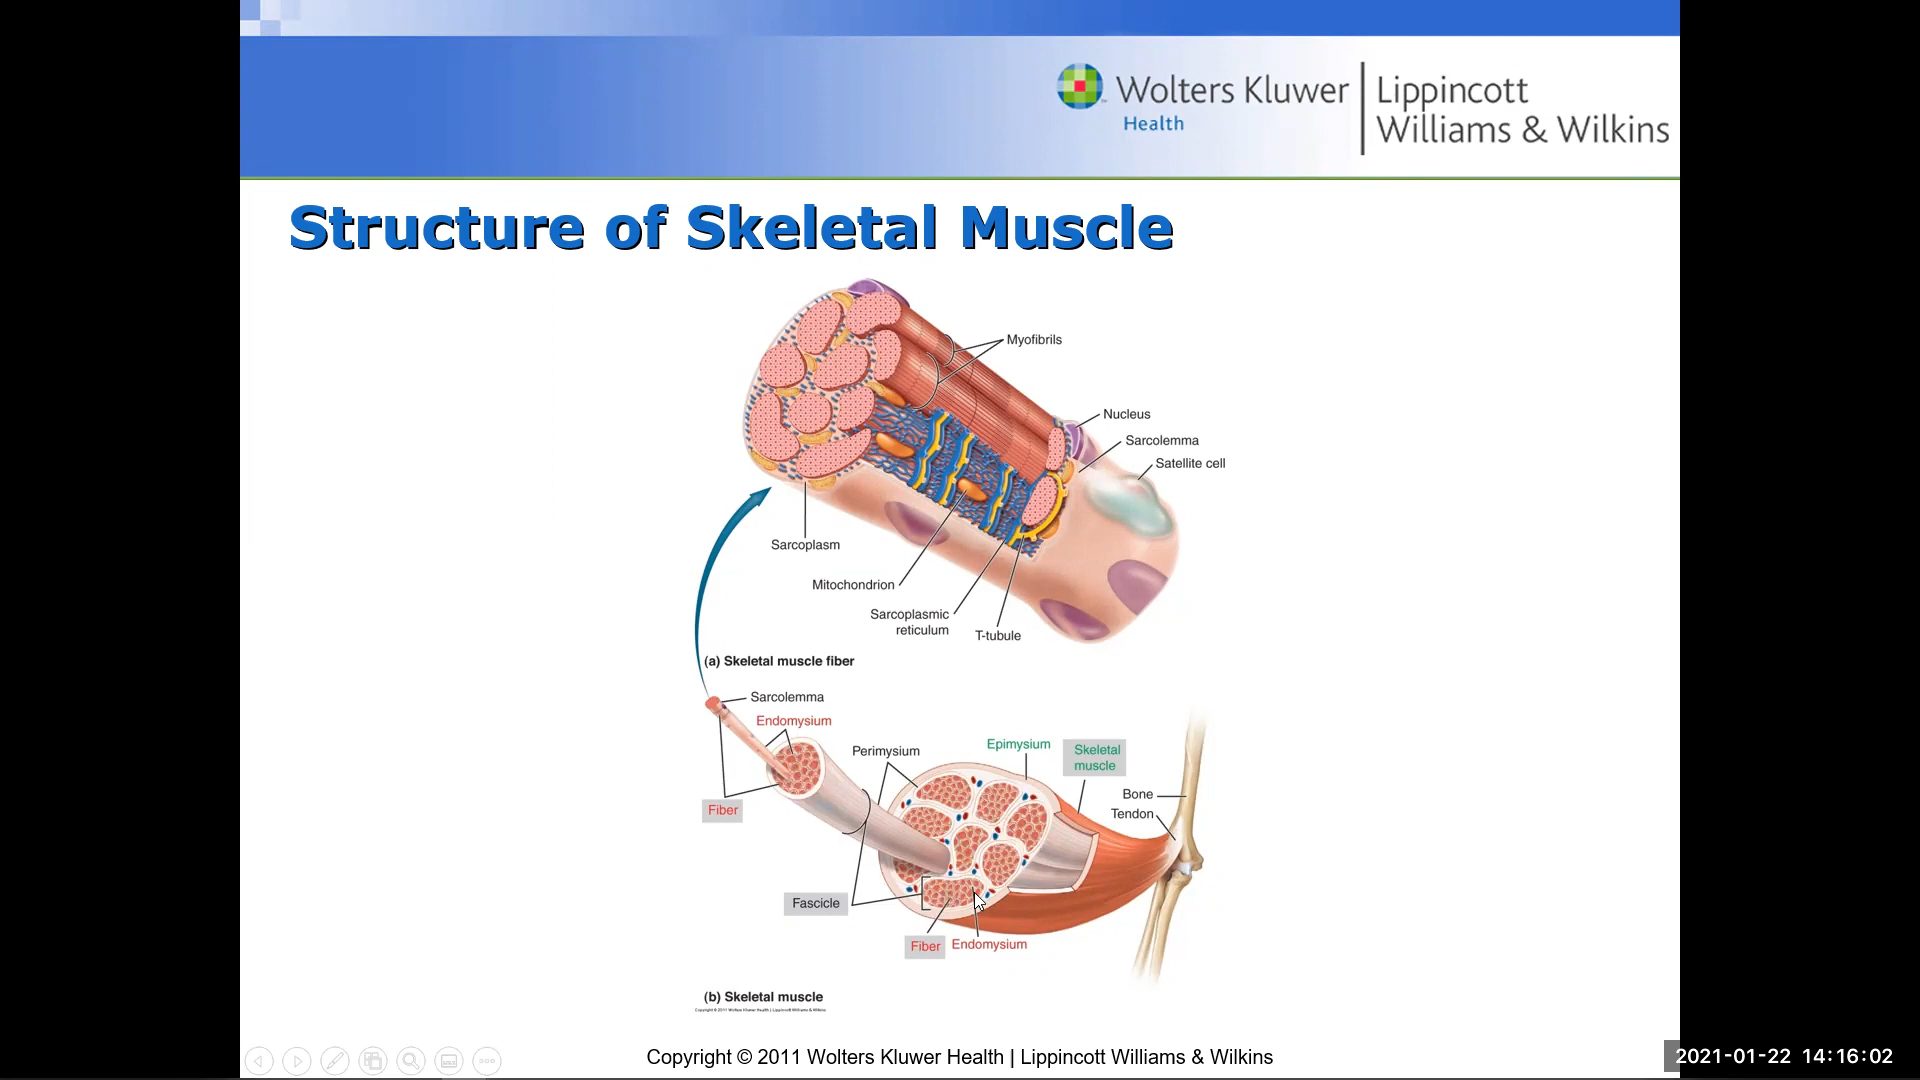 Wolters Kluwer
Health
Lippincott
Williams & Wilkins
Structure of Skeletal Muscle
Myofibrils
Nucleus
Sarcolemma
Satellite cell
Sarcoplasm
Mitochondrion
Sarcoplasmic
reticulum
T-tubule
(a) Skeletal muscle fiber
Sarcolemma
Endomysium
Perimysium
Epimysium
Skeletal
muscle
Bone
Tendon
Fiber
Fascicle
Fiber
Endomysium
(b) Skeletal muscle
Copyright © 2011 Wolters Kluwer Health | Lippincott Williams & Wilkins
Copyright © 2011 Wolters Kluwer Health | Lippincott Williams & Wilkins
2021-01-22 14:16:02